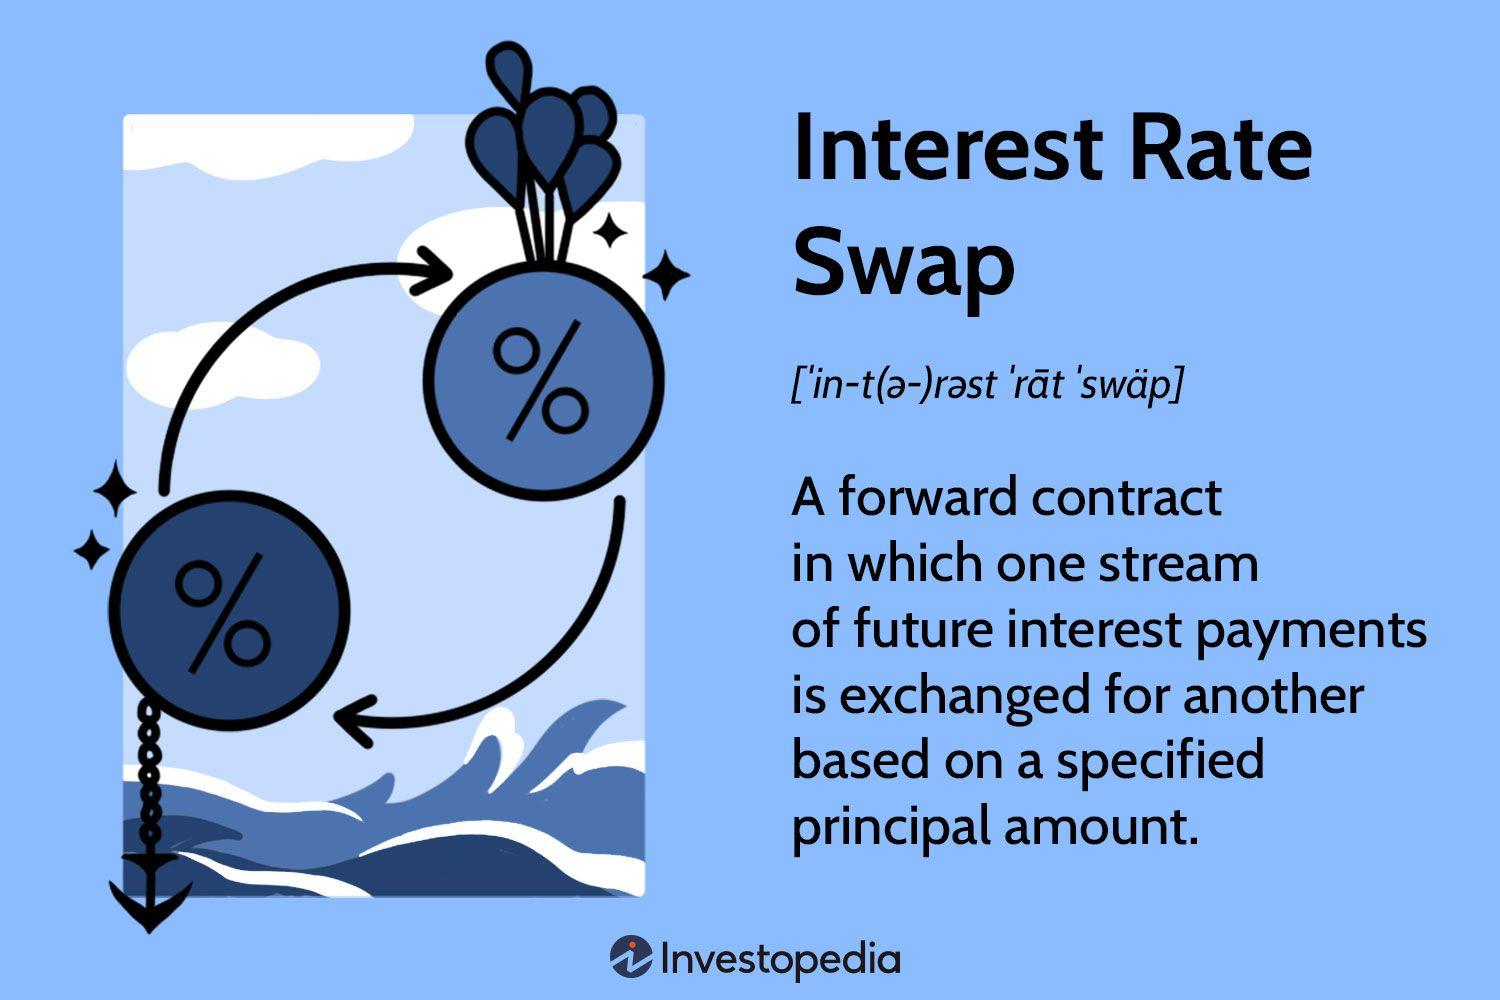 Interest Rate
Swap
[ˈin-t(ə-)rəst ˈrāt ˈswäp]
A forward contract
in which one stream
of future interest payments
is exchanged for another
based on a specified
principal amount.
%
%
Investopedia